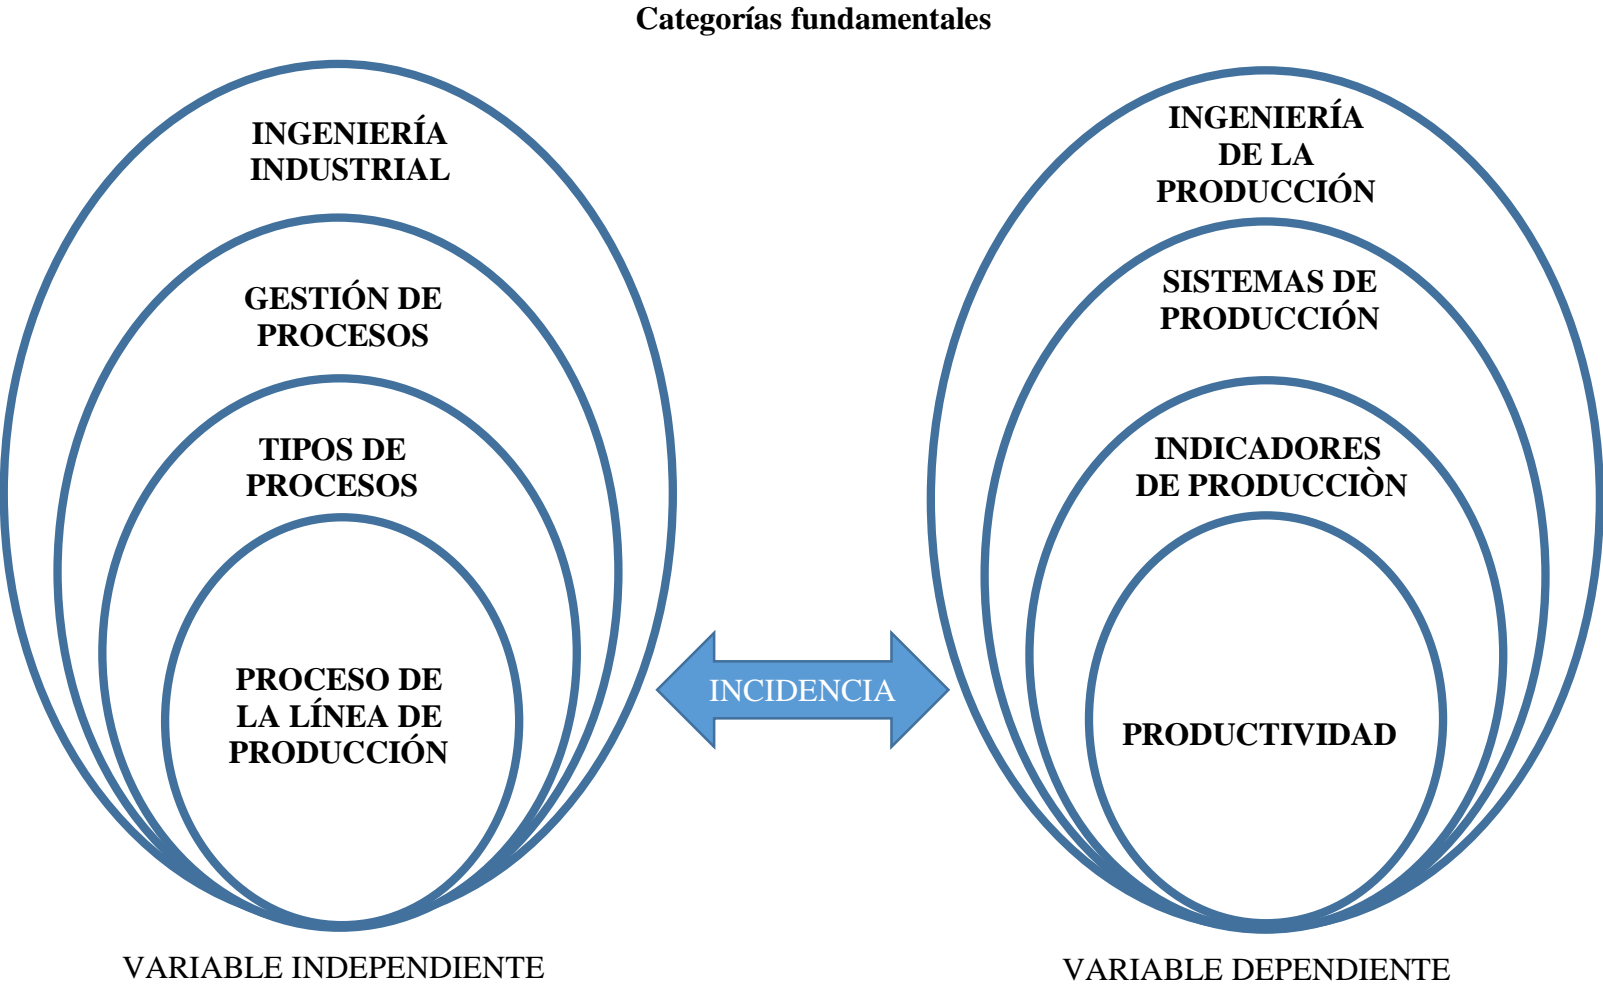 Categorías fundamentales
INGENIERÍA
INDUSTRIAL
GESTIÓN DE
PROCESOS
TIPOS DE
PROCESOS
PROCESO DE
LA LÍNEA DE
PRODUCCIÓN
VARIABLE INDEPENDIENTE
INCIDENCIA
INGENIERÍA
DE LA
PRODUCCIÓN
SISTEMAS DE
PRODUCCIÓN
INDICADORES
DE PRODUCCIÒN
PRODUCTIVIDAD
VARIABLE DEPENDIENTE